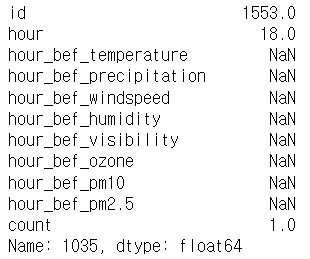 id 1553.0
hour 18.0
hour_bef_temperature NaN
hour_bef_precipitation NaN
hour_bef_windspeed NaN
hour_bef_humidity NaN
hour_bef_visibility NaN
hour_bef_ozone NaN
hour_bef_pm10 NaN
hour_bef_pm2.5 NaN
count 1.0
Name: 1035, dtype: float64